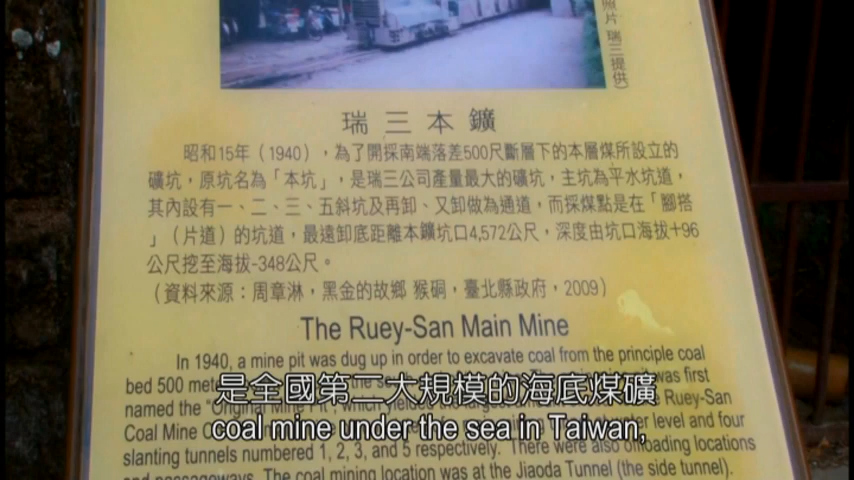 照片 瑞三提供)
瑞三本鑛
昭和15年(1940),為了開採南端落差500尺斷層下的本層煤所設立的
礦坑,原坑名為「本坑」,是瑞三公司產量最大的礦坑,主坑為平水坑道,
其內設有一、二、三、五斜坑及再卸、又卸做為通道,而採煤點是在「腳搭
」(片道)的坑道,最遠卸底距離本鑛坑口4,572公尺,深度由坑口海拔+96
公尺挖至海拔-348公尺。
(資料來源:周章淋,黑金的故鄉 猴硐,臺北縣政府,2009)
The Ruey-San Main Mine
In 1940, a mine pit was dug up in order to excavate coal from the principle coal
bed 500 the was first
是全國第二大規模的海底煤礦
named the "Original Mine Pit", which yielded the Ruey-San
Coal Mine water level and four
coal mine under the sea in Taiwan,
slanting tunnels numbered 1, 2, 3, and 5 respectively. There were also offloading locations
and passageways. The coal mining location was at the Jiaoda Tunnel (the side tunnel).